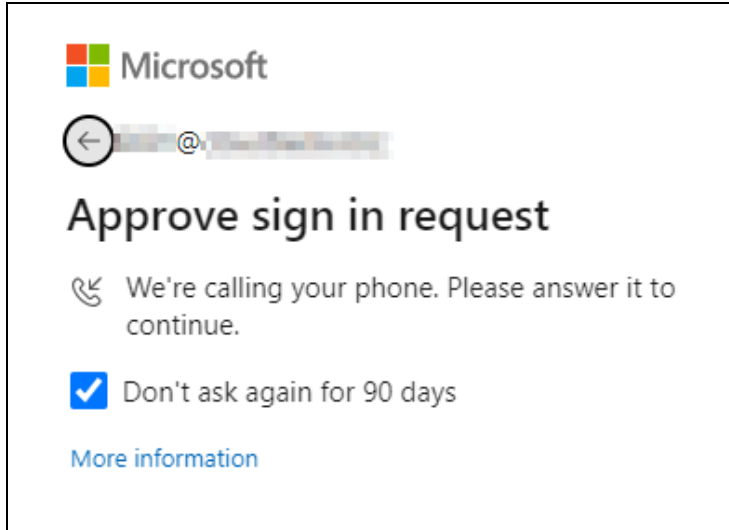 Microsoft
@
Approve sign in request
We're calling your phone. Please answer it to
continue.
Don't ask again for 90 days
More information